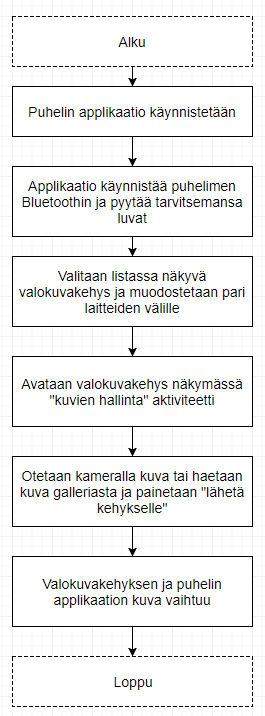 Alku
Puhelin applikaatio käynnistetään
Applikaatio käynnistää puhelimen
Bluetoothin ja pyytää tarvitsemansa
luvat
Valitaan listassa näkyvä
valokuvakehys ja muodostetaan pari
laitteiden välille
Avataan valokuvakehys näkymässä
"kuvien hallinta" aktiviteetti
Otetaan kameralla kuva tai haetaan
kuva galleriasta ja painetaan "lähetä
kehykselle"
Valokuvakehyksen ja puhelin
applikaation kuva vaihtuu
Loppu